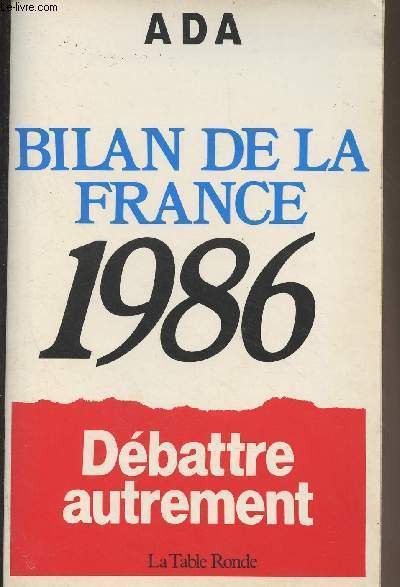 Le-livre.com
ADA
BILAN DE LA
FRANCE
1986
Débattre
autrement
La Table Ronde